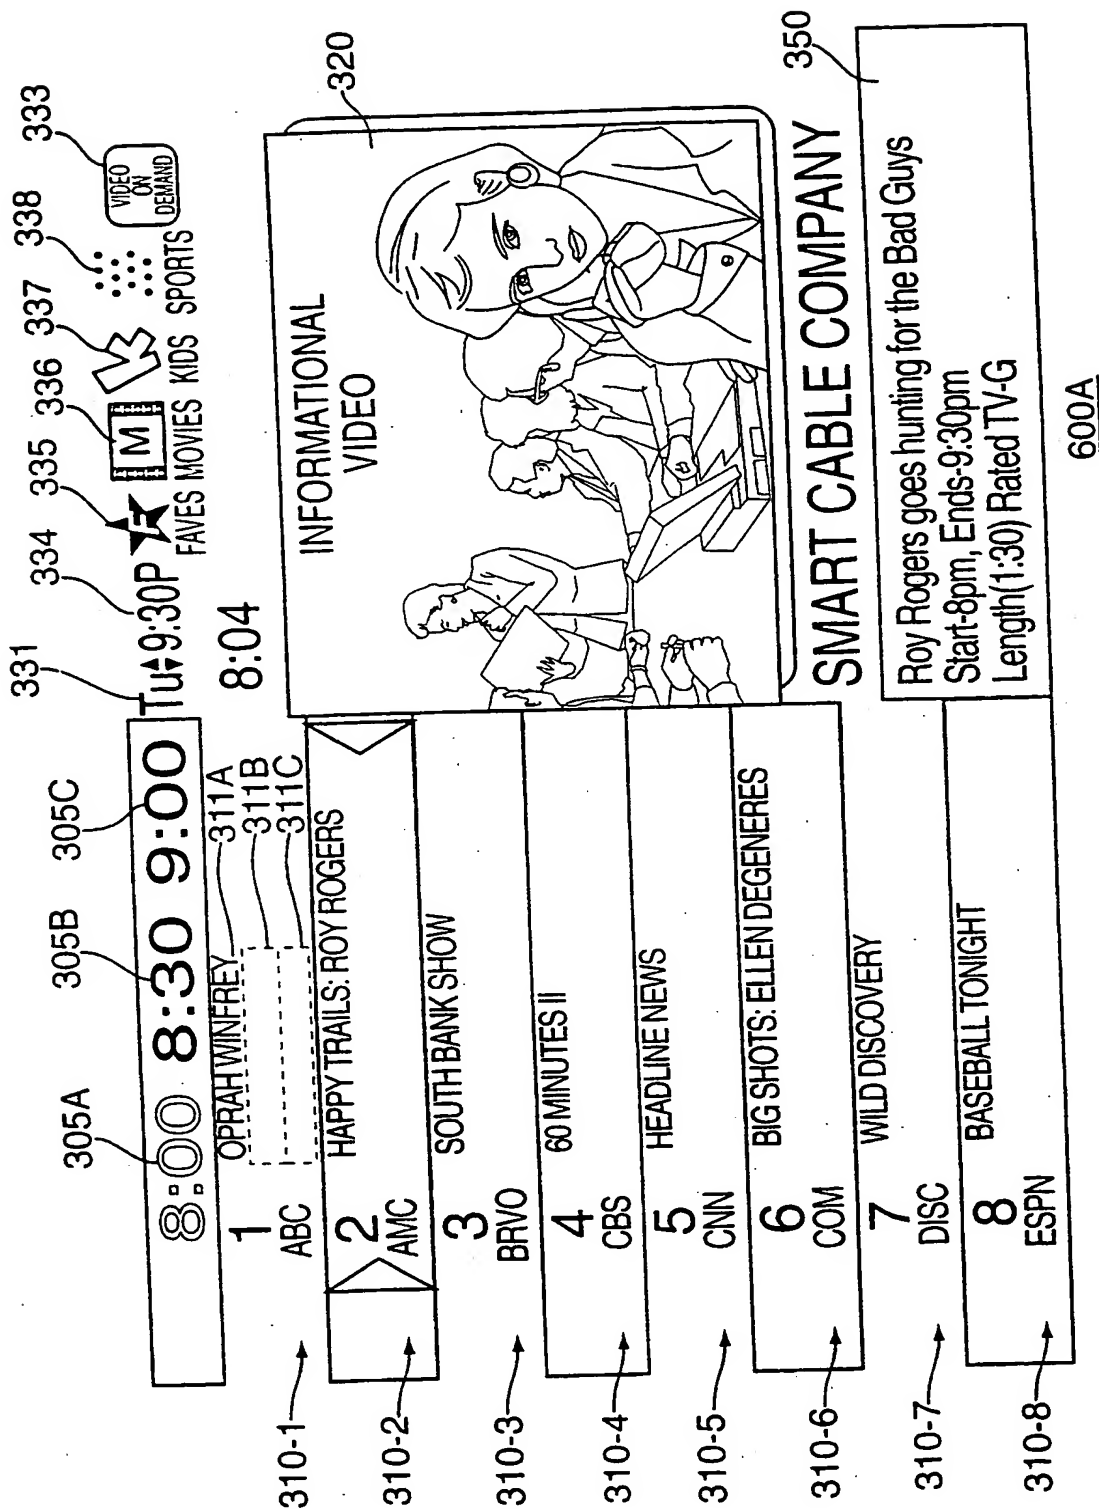 305A
305B
305C
331
334
335
336
337
338
333
8:00 8:30 9:00
Tu 9:30P
F
M
K
VIDEO
ON
DEMAND
FAVES MOVIES KIDS SPORTS
8:04
310-1
1
ABC
OPRAH WINFREY
311A
311B
311C
310-2
2
AMC
HAPPY TRAILS: ROY ROGERS
310-3
3
BRVO
SOUTH BANK SHOW
310-4
4
CBS
60 MINUTES II
310-5
5
CNN
HEADLINE NEWS
310-6
6
COM
BIG SHOTS: ELLEN DEGENERES
310-7
7
DISC
WILD DISCOVERY
310-8
8
ESPN
BASEBALL TONIGHT
INFORMATIONAL
VIDEO
320
SMART CABLE COMPANY
350
Roy Rogers goes hunting for the Bad Guys
Start-8pm, Ends-9:30pm
Length(1:30) Rated TV-G
600A